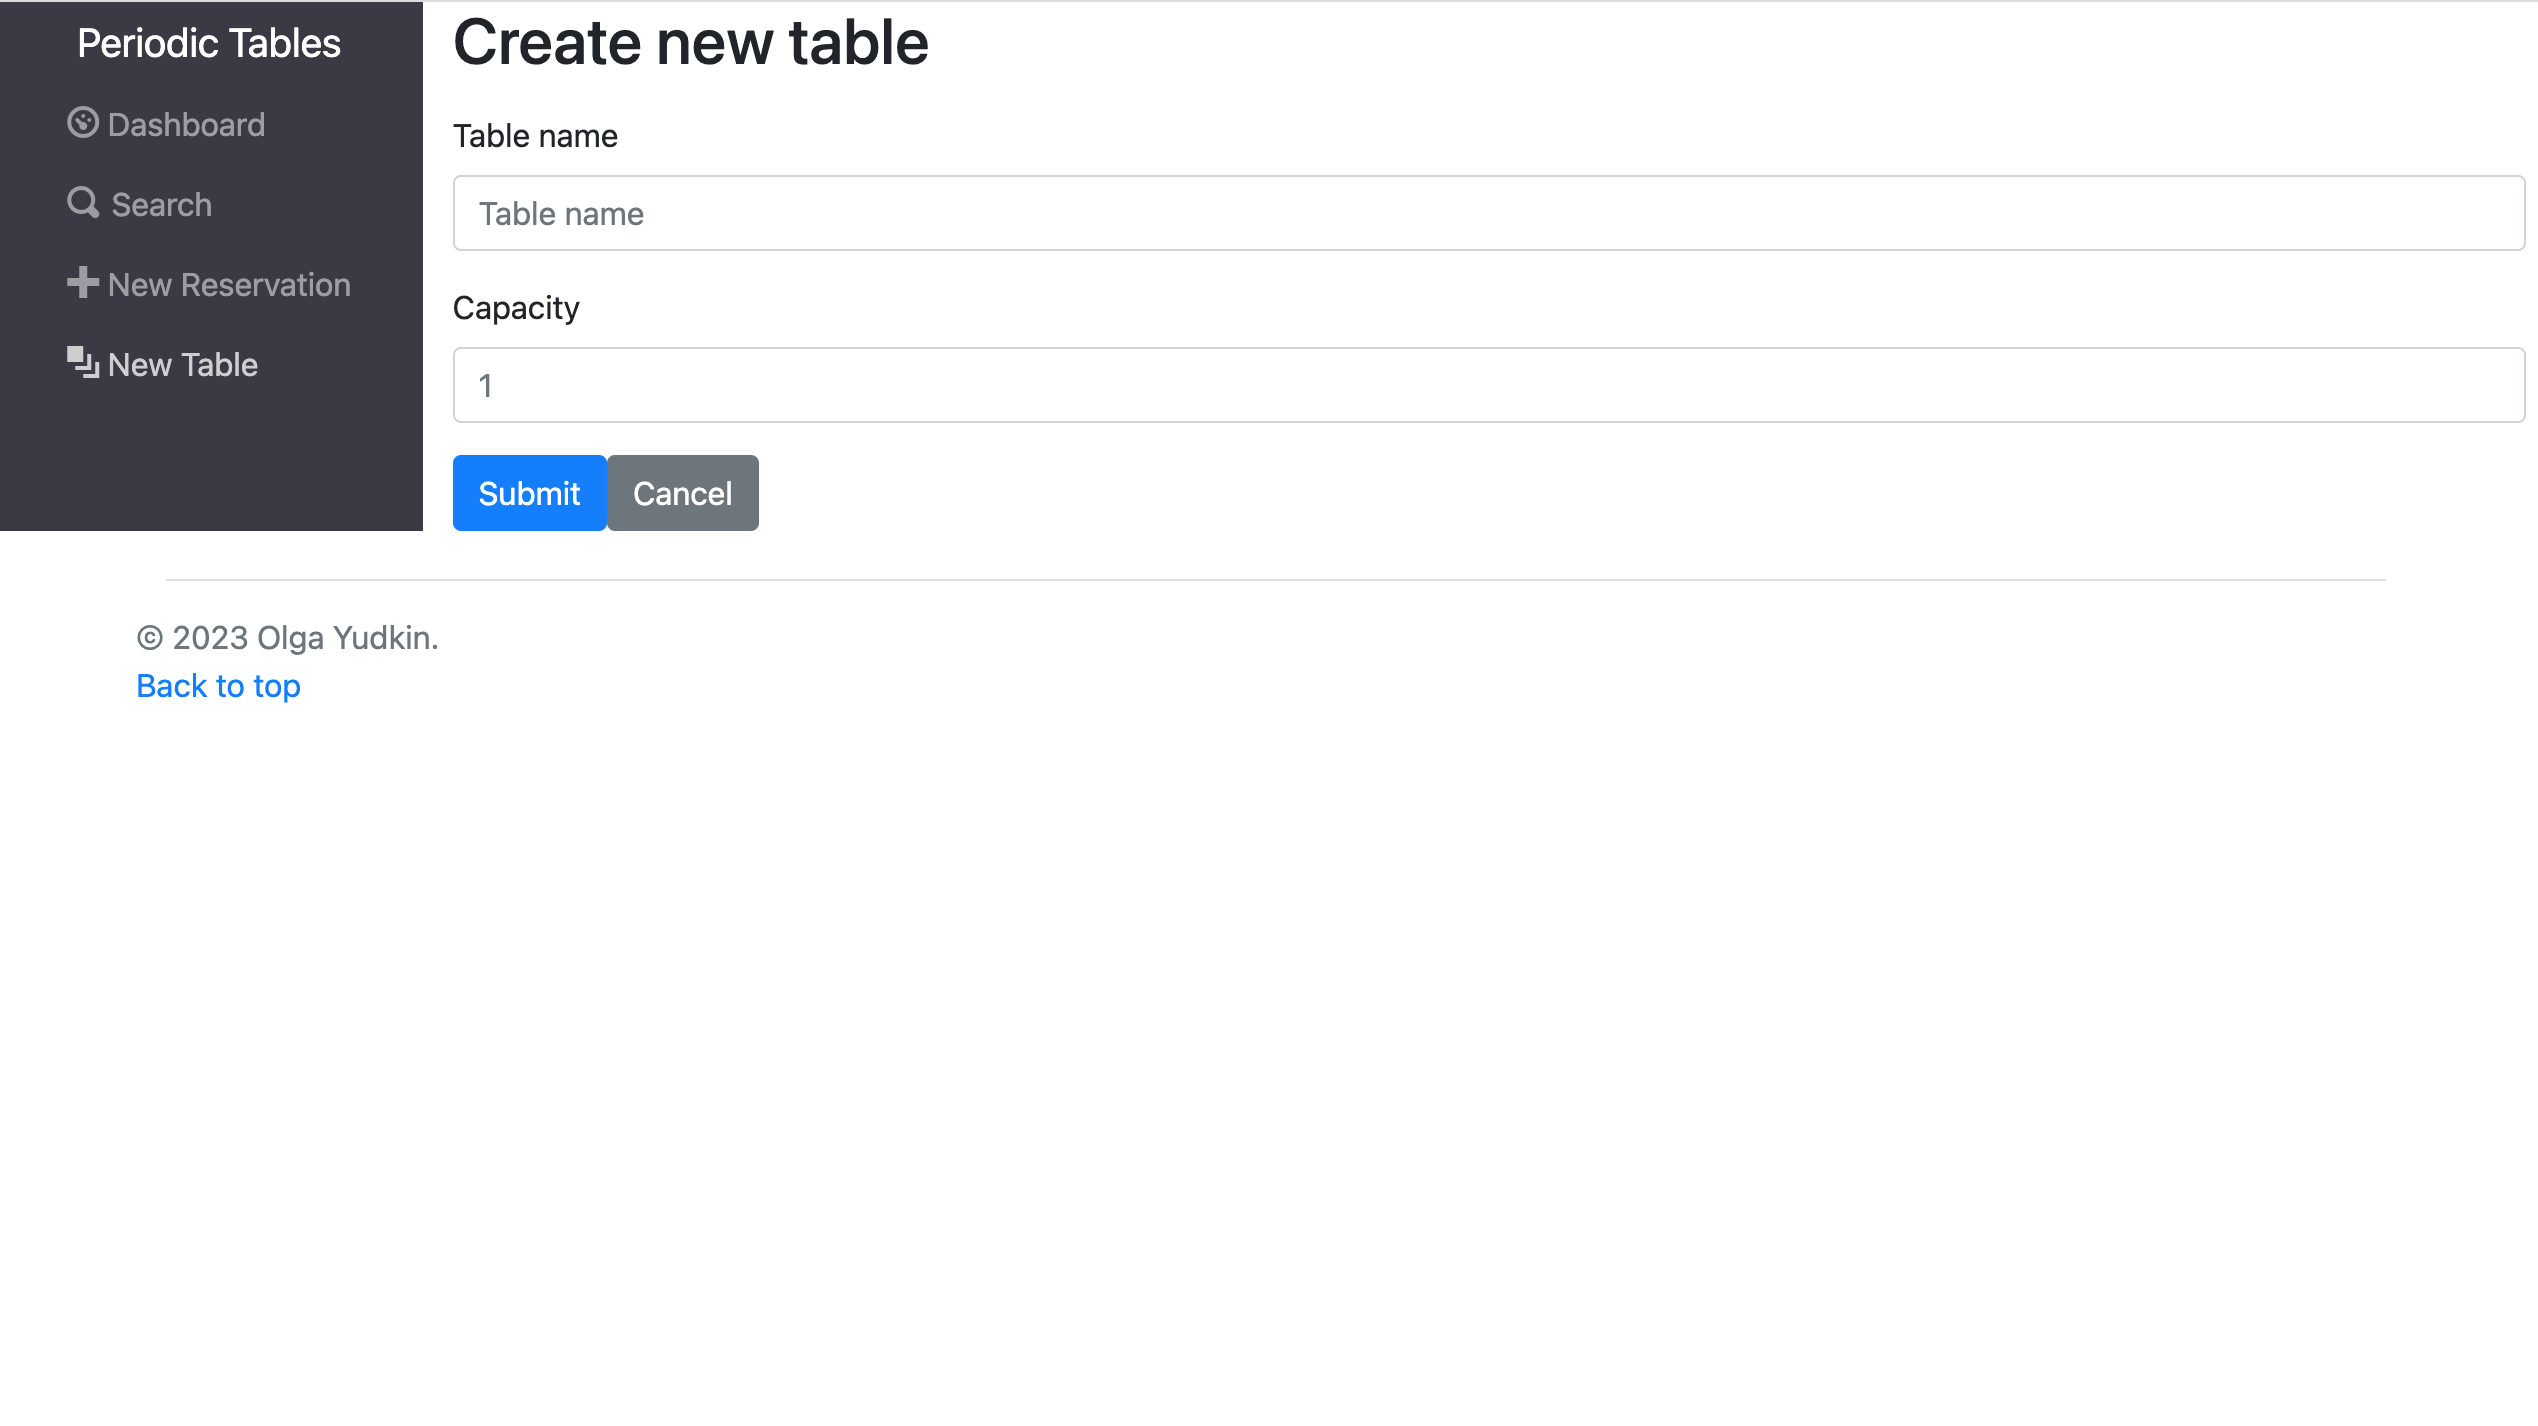 Periodic Tables
Dashboard
Search
New Reservation
New Table
Create new table
Table name
Table name
Capacity
1
Submit Cancel
© 2023 Olga Yudkin.
Back to top